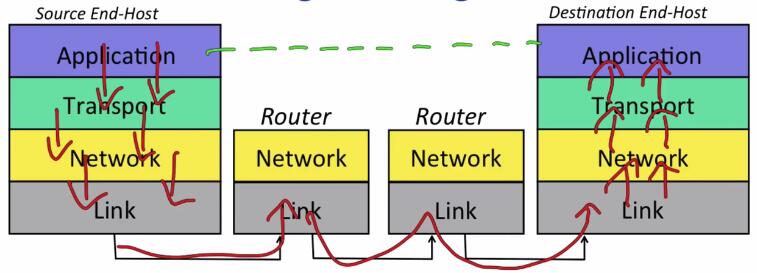 Source End-Host
Destination End-Host
Application
Application
Transport
Transport
Router
Router
Network
Network
Network
Network
Link
Link
Link
Link